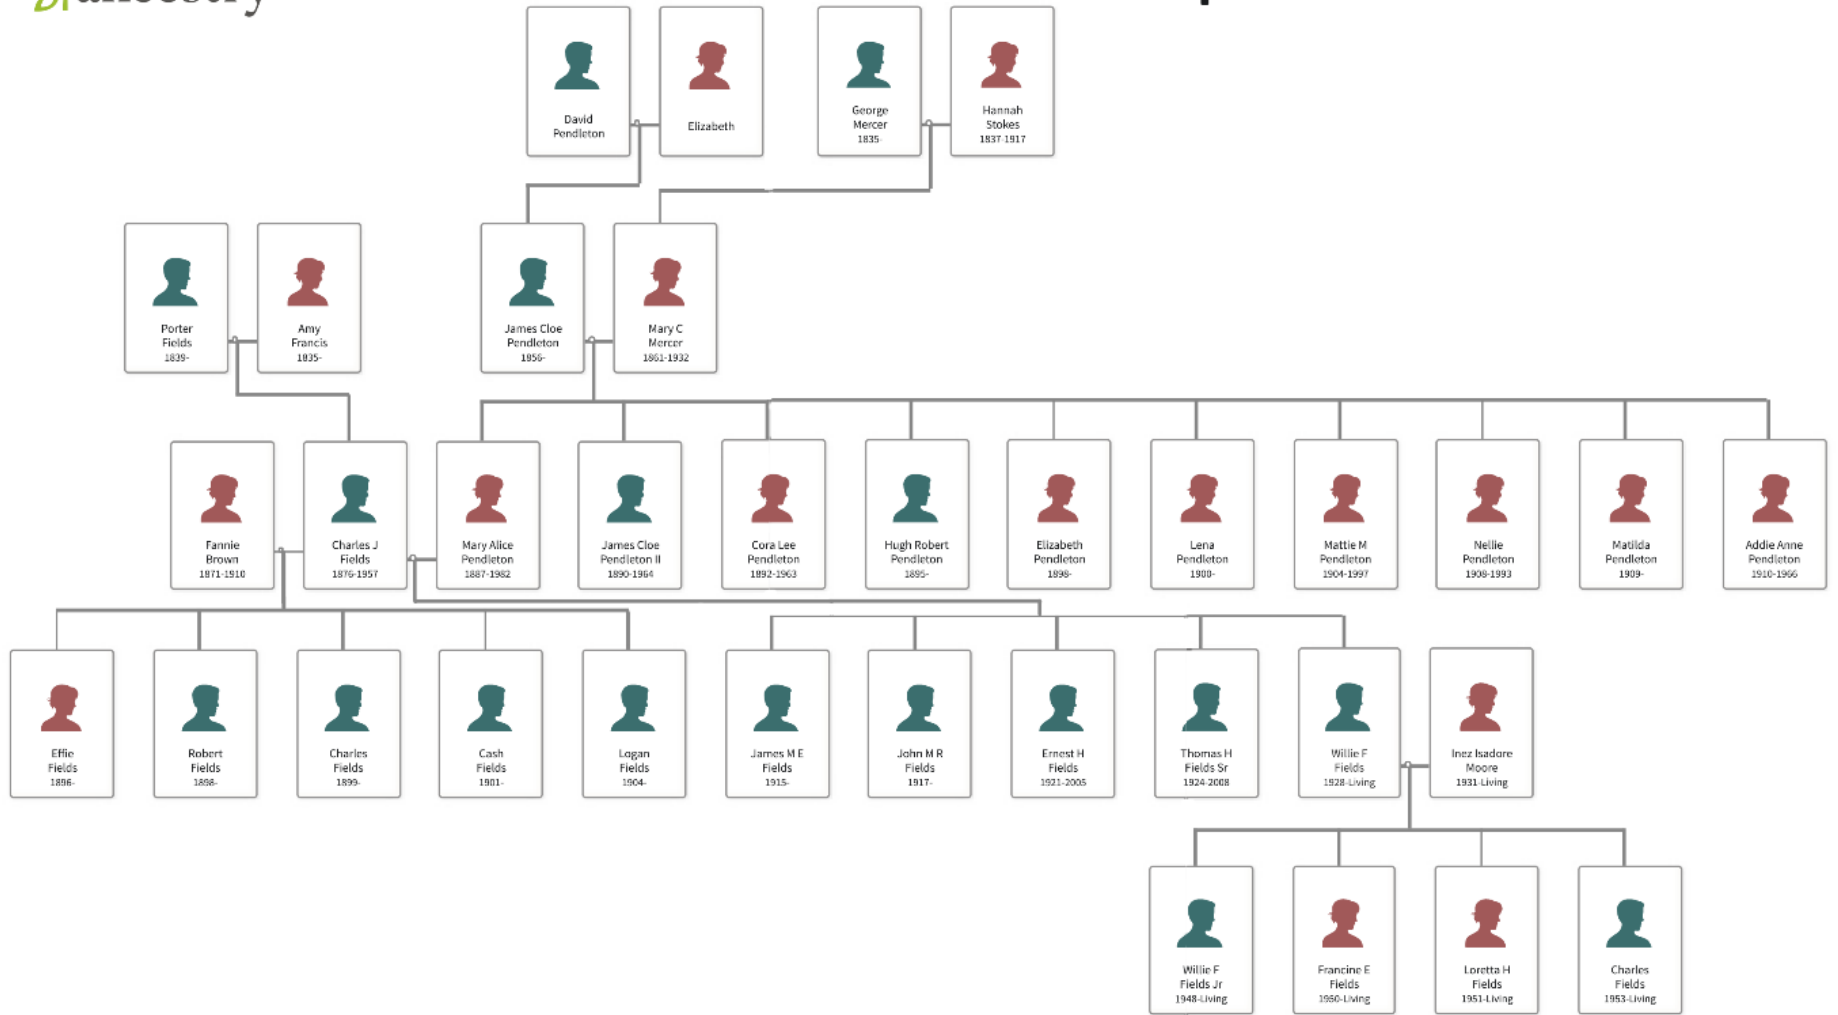 ancestry
David
Pendleton
Elizabeth
George
Mercer
1835-
Hannah
Stokes
1837-1917
Porter
Fields
1839-
Amy
Francis
1835-
James Cloe
Pendleton
1856-
Mary C
Mercer
1861-1932
Fannie
Brown
1871-1910
Charles J
Fields
1876-1957
Mary Alice
Pendleton
1887-1982
James Cloe
Pendleton II
1890-1964
Cora Lee
Pendleton
1892-1963
Hugh Robert
Pendleton
1895-
Elizabeth
Pendleton
1898-
Lena
Pendleton
1900-
Mattie M
Pendleton
1904-1997
Nellie
Pendleton
1908-1993
Matilda
Pendleton
1909-
Addie Anne
Pendleton
1910-1966
Effie
Fields
1896-
Robert
Fields
1898-
Charles
Fields
1899-
Cash
Fields
1901-
Logan
Fields
1904-
James M E
Fields
1915-
John M R
Fields
1917-
Ernest H
Fields
1921-2005
Thomas H
Fields Sr
1924-2008
Willie F
Fields
1928-Living
Inez Isadore
Moore
1931-Living
Willie F
Fields Jr
1948-Living
Francine E
Fields
1950-Living
Loretta H
Fields
1951-Living
Charles
Fields
1953-Living